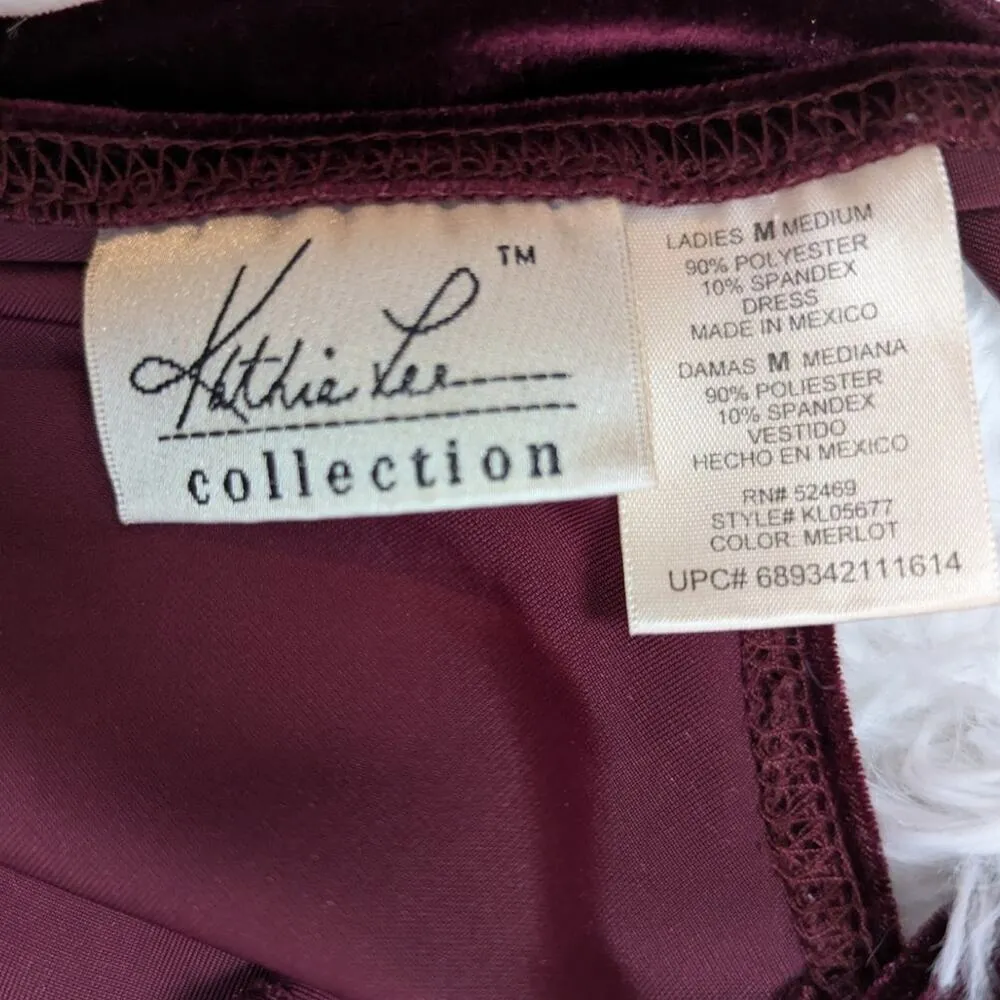 Kathie Lee ™
collection
LADIES M MEDIUM
90% POLYESTER
10% SPANDEX
DRESS
MADE IN MEXICO
DAMAS M MEDIANA
90% POLIESTER
10% SPANDEX
VESTIDO
HECHO EN MEXICO
RN# 52469
STYLE# KL05677
COLOR: MERLOT
UPC# 689342111614